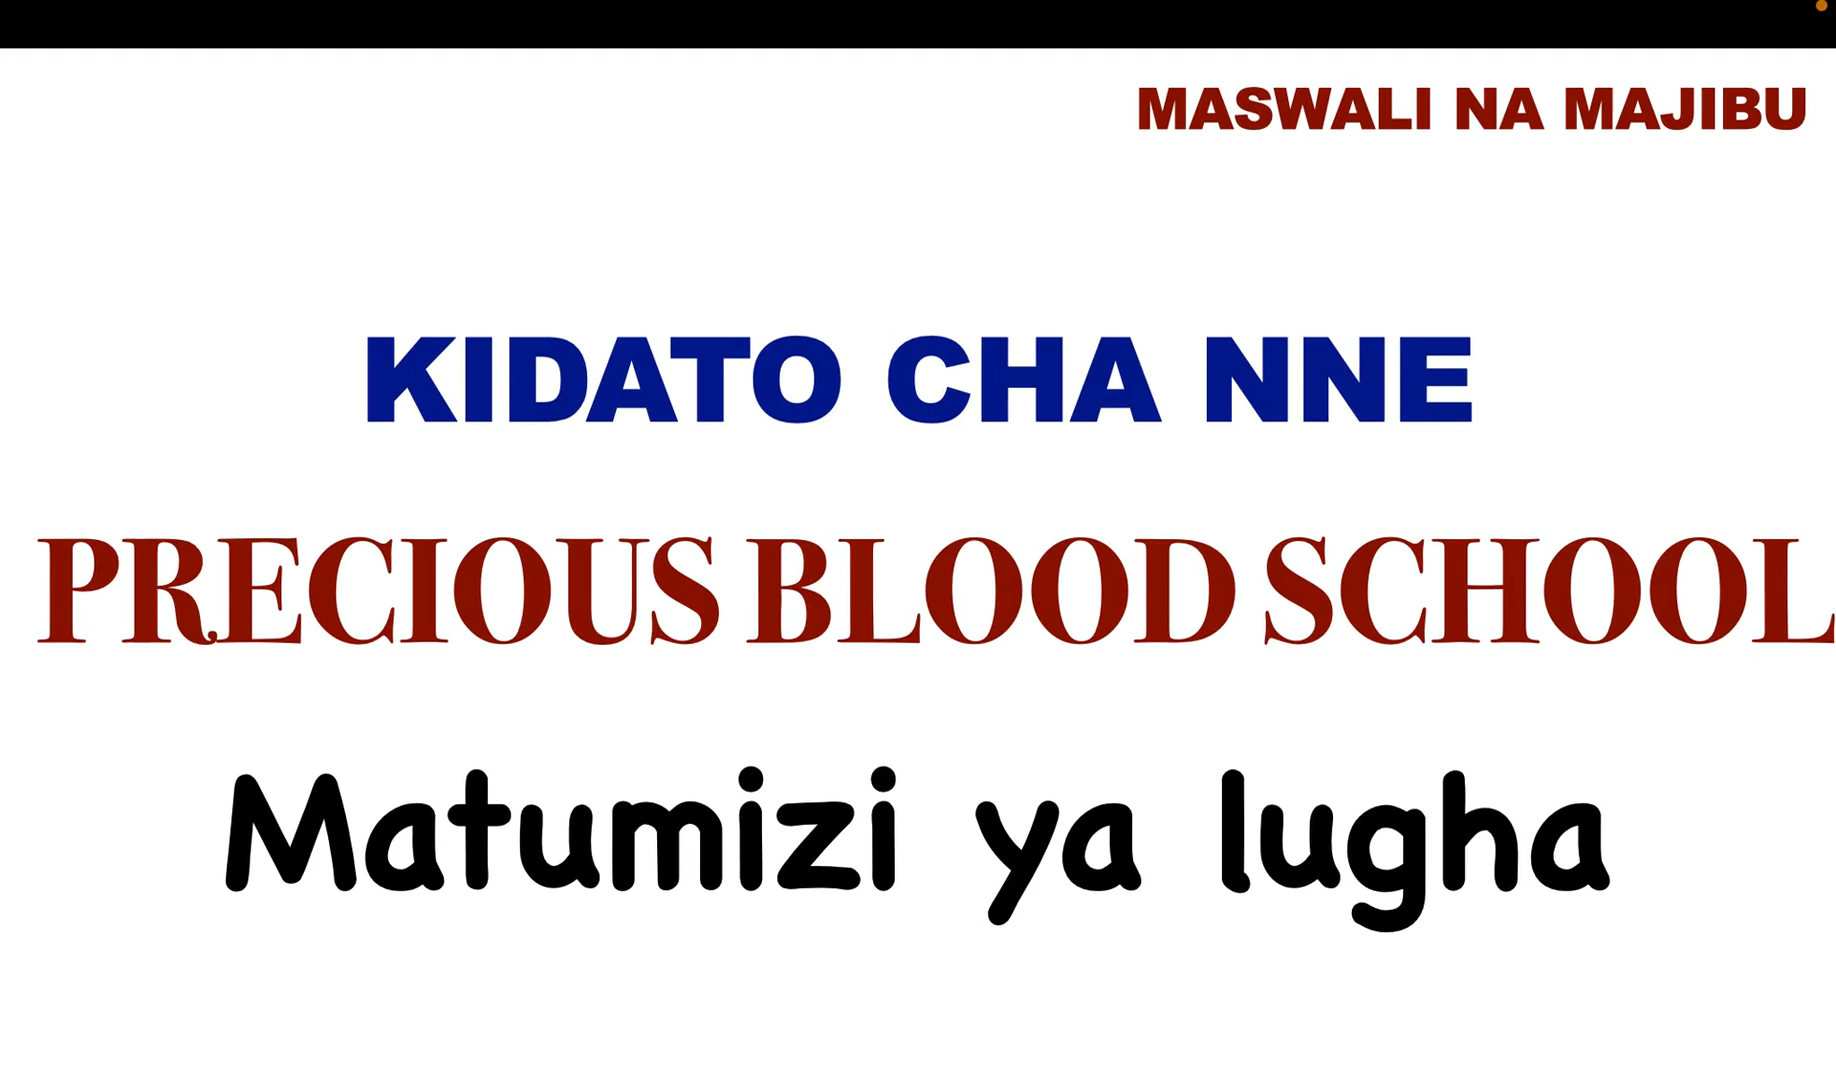 MASWALI NA MAJIBU
KIDATO CHA NNE
PRECIOUS BLOOD SCHOOL
Matumizi ya lugha